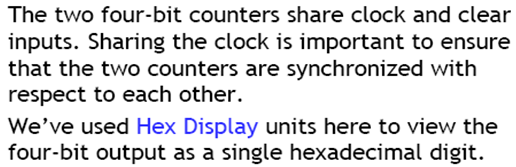 The two four-bit counters share clock and clear
inputs. Sharing the clock is important to ensure
that the two counters are synchronized with
respect to each other.
We've used Hex Display units here to view the
four-bit output as a single hexadecimal digit.